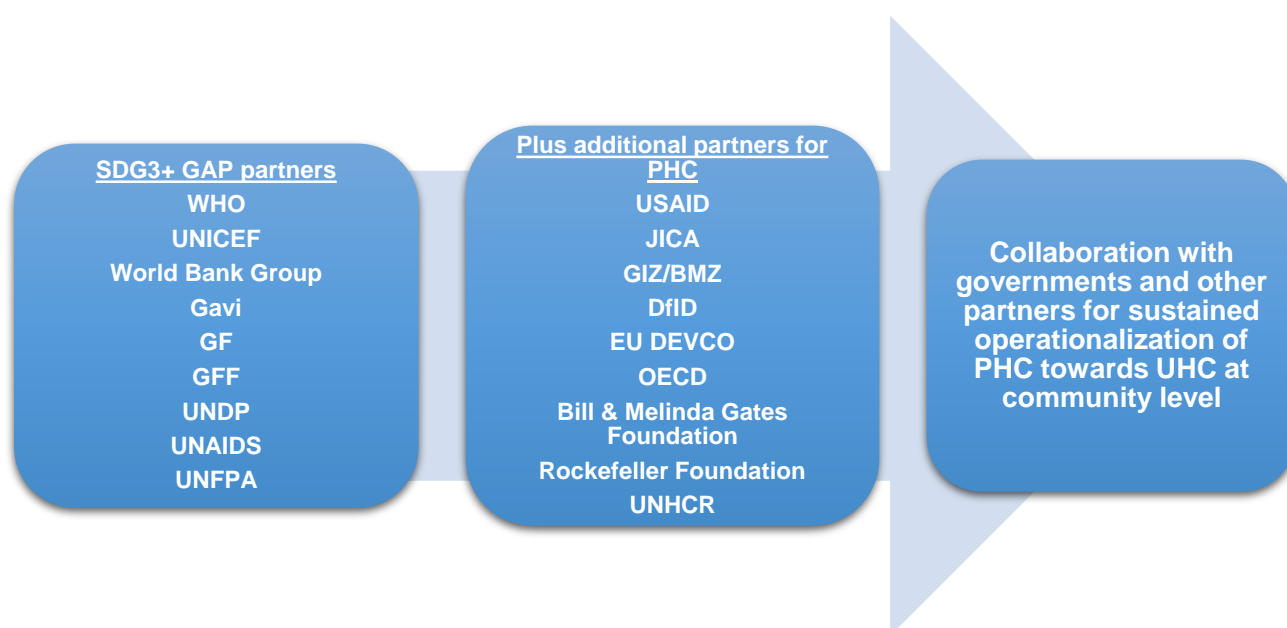 SDG3+ GAP partners
WHO
UNICEF
World Bank Group
Gavi
GF
GFF
UNDP
UNAIDS
UNFPA
Plus additional partners for
PHC
USAID
JICA
GIZ/BMZ
DfID
EU DEVCO
OECD
Bill & Melinda Gates
Foundation
Rockefeller Foundation
UNHCR
Collaboration with
governments and other
partners for sustained
operationalization of
PHC towards UHC at
community level